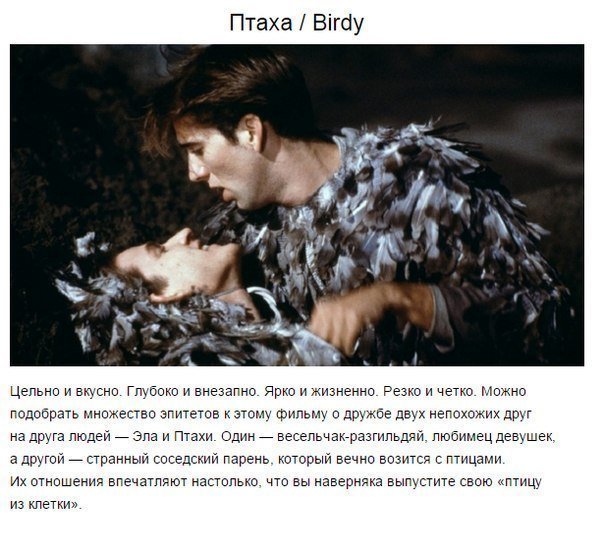 Птаха / Birdy
Цельно и вкусно. Глубоко и внезапно. Ярко и жизненно. Резко и четко. Можно
подобрать множество эпитетов к этому фильму о дружбе двух непохожих друг
на друга людей — Эла и Птахи. Один — весельчак-разгильдяй, любимец девушек,
а другой — странный соседский парень, который вечно возится с птицами.
Их отношения впечатляют настолько, что вы наверняка выпустите свою «птицу
из клетки».